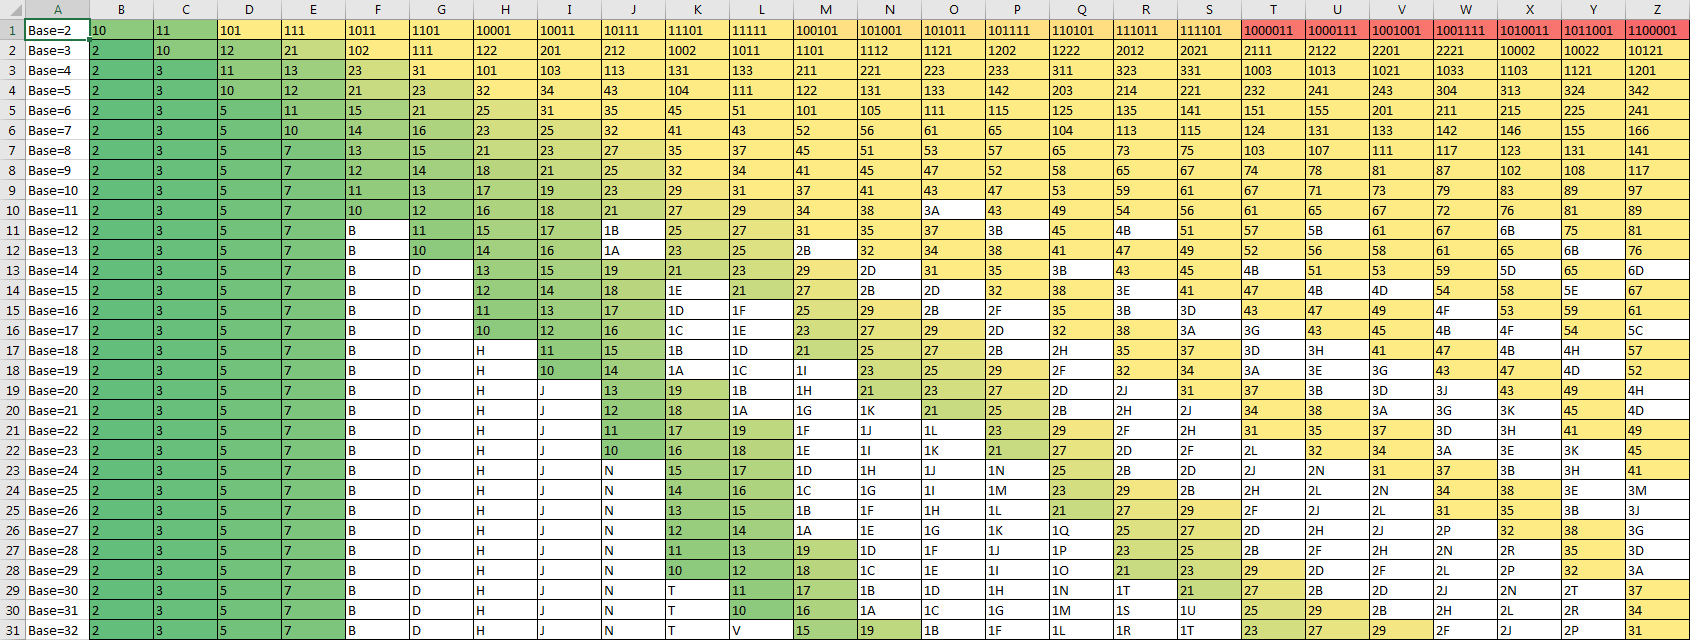 A B C D E F G H I J K L M N O P Q R S T U V W X Y Z
1 Base=2 10 11 101 111 1011 1101 10001 10011 10111 11101 11111 100101 101001 101011 101111 110101 111011 111101 1000011 1000111 1001001 1001111 1010011 1011001 1100001
2 Base=3 2 10 12 21 102 111 122 201 212 1002 1011 1101 1112 1121 1202 1222 2012 2021 2111 2122 2201 2221 10002 10022 10121
3 Base=4 2 3 11 13 23 31 101 103 113 131 133 211 221 223 233 311 323 331 1003 1013 1021 1033 1103 1121 1201
4 Base=5 2 3 10 12 21 23 32 34 43 104 111 122 131 133 142 203 214 221 232 241 243 304 313 324 342
5 Base=6 2 3 5 11 15 21 25 31 35 45 51 101 105 111 115 125 135 141 151 155 201 211 215 225 241
6 Base=7 2 3 5 10 14 16 23 25 32 41 43 52 56 61 65 104 113 115 124 131 133 142 146 155 166
7 Base=8 2 3 5 7 13 15 21 23 27 35 37 45 51 53 57 65 73 75 103 107 111 117 123 131 141
8 Base=9 2 3 5 7 12 14 18 21 25 32 34 41 45 47 52 58 65 67 74 78 81 87 102 108 117
9 Base=10 2 3 5 7 11 13 17 19 23 29 31 37 41 43 47 53 59 61 67 71 73 79 83 89 97
10 Base=11 2 3 5 7 10 12 16 18 21 27 29 34 38 3A 43 49 54 56 61 65 67 72 76 81 89
11 Base=12 2 3 5 7 B 11 15 17 1B 25 27 31 35 37 3B 45 4B 51 57 5B 61 67 6B 75 81
12 Base=13 2 3 5 7 B 10 14 16 1A 23 25 2B 32 34 38 41 47 49 52 56 58 61 65 6B 76
13 Base=14 2 3 5 7 B D 13 15 19 21 23 29 2D 31 35 3B 43 45 4B 51 53 59 5D 65 6D
14 Base=15 2 3 5 7 B D 12 14 18 1E 21 27 2B 2D 32 38 3E 41 47 4B 4D 54 58 5E 67
15 Base=16 2 3 5 7 B D 11 13 17 1D 1F 25 29 2B 2F 35 3B 3D 43 47 49 4F 53 59 61
16 Base=17 2 3 5 7 B D 10 12 16 1C 1E 23 27 29 2D 32 38 3A 3G 43 45 4B 4F 54 5C
17 Base=18 2 3 5 7 B D H 11 15 1B 1D 21 25 27 2B 2H 35 37 3D 3H 41 47 4B 4H 57
18 Base=19 2 3 5 7 B D H 10 14 1A 1C 1I 23 25 29 2F 32 34 3A 3E 3G 43 47 4D 52
19 Base=20 2 3 5 7 B D H J 13 19 1B 1H 21 23 27 2D 2J 31 37 3B 3D 3J 43 49 4H
20 Base=21 2 3 5 7 B D H J 12 18 1A 1G 1K 21 25 2B 2H 2J 34 38 3A 3G 3K 45 4D
21 Base=22 2 3 5 7 B D H J 11 17 19 1F 1J 1L 23 29 2F 2H 31 35 37 3D 3H 41 49
22 Base=23 2 3 5 7 B D H J 10 16 18 1E 1I 1K 21 27 2D 2F 2L 32 34 3A 3E 3K 45
23 Base=24 2 3 5 7 B D H J N 15 17 1D 1H 1J 1N 25 2B 2D 2J 2N 31 37 3B 3H 41
24 Base=25 2 3 5 7 B D H J N 14 16 1C 1G 1I 1M 23 29 2B 2H 2L 2N 34 38 3E 3M
25 Base=26 2 3 5 7 B D H J N 13 15 1B 1F 1H 1L 21 27 29 2F 2J 2L 31 35 3B 3J
26 Base=27 2 3 5 7 B D H J N 12 14 1A 1E 1G 1K 1Q 25 27 2D 2H 2J 2P 32 38 3G
27 Base=28 2 3 5 7 B D H J N 11 13 19 1D 1F 1J 1P 23 25 2B 2F 2H 2N 2R 35 3D
28 Base=29 2 3 5 7 B D H J N 10 12 18 1C 1E 1I 1O 21 23 29 2D 2F 2L 2P 32 3A
29 Base=30 2 3 5 7 B D H J N T 11 17 1B 1D 1H 1N 1T 21 27 2B 2D 2J 2N 2T 37
30 Base=31 2 3 5 7 B D H J N T 10 16 1A 1C 1G 1M 1S 1U 25 29 2B 2H 2L 2R 34
31 Base=32 2 3 5 7 B D H J N T V 15 19 1B 1F 1L 1R 1T 23 27 29 2F 2J 2P 31